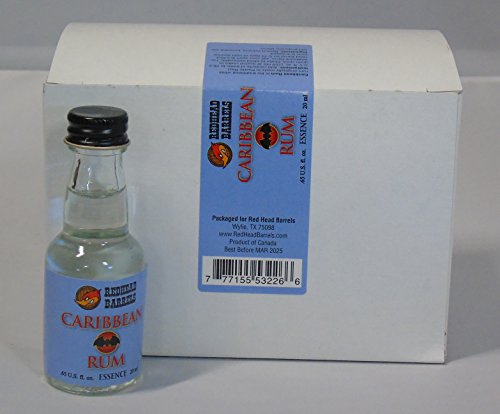 REDHEAD
BARRELS
CARIBBEAN
RUM
.65 U.S. fl. oz. ESSENCE 20 ml
REDHEAD
BARRELS
CARIBBEAN
RUM
.65 U.S. fl. oz. ESSENCE 20 ml
Packaged for Red Head Barrels
Wylie, TX 75098
www.RedHeadBarrels.com
Product of Canada
Best Before MAR 2025
7 77155 53226 6